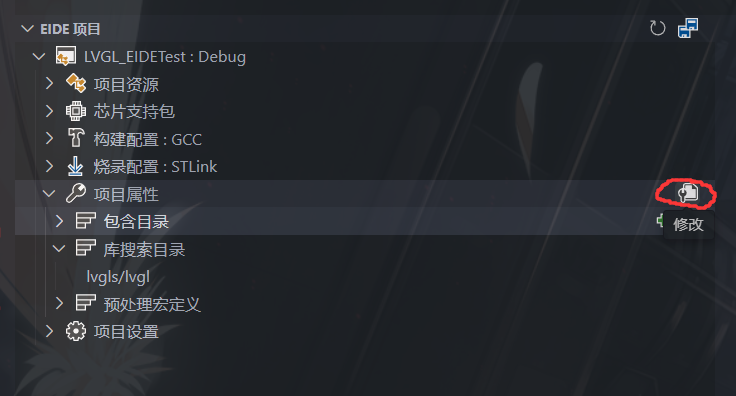 EIDE 项目
LVGL_EIDETest : Debug
项目资源
芯片支持包
构建配置 : GCC
烧录配置 : STLink
项目属性
包含目录
修改
库搜索目录
lvgls/lvgl
预处理宏定义
项目设置